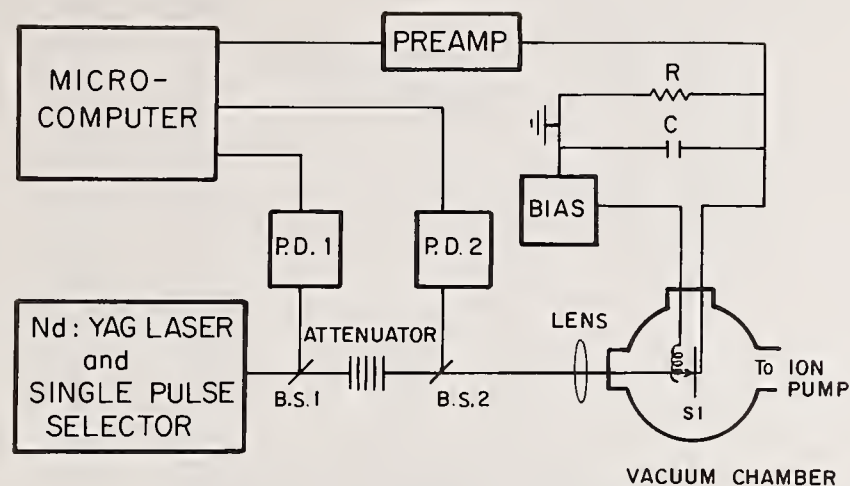 PREAMP
MICRO-
COMPUTER
R
C
BIAS
P.D. 1
P.D. 2
Nd: YAG LASER
and
SINGLE PULSE
SELECTOR
ATTENUATOR
B.S.1
B.S.2
LENS
To ION
PUMP
SI
VACUUM CHAMBER